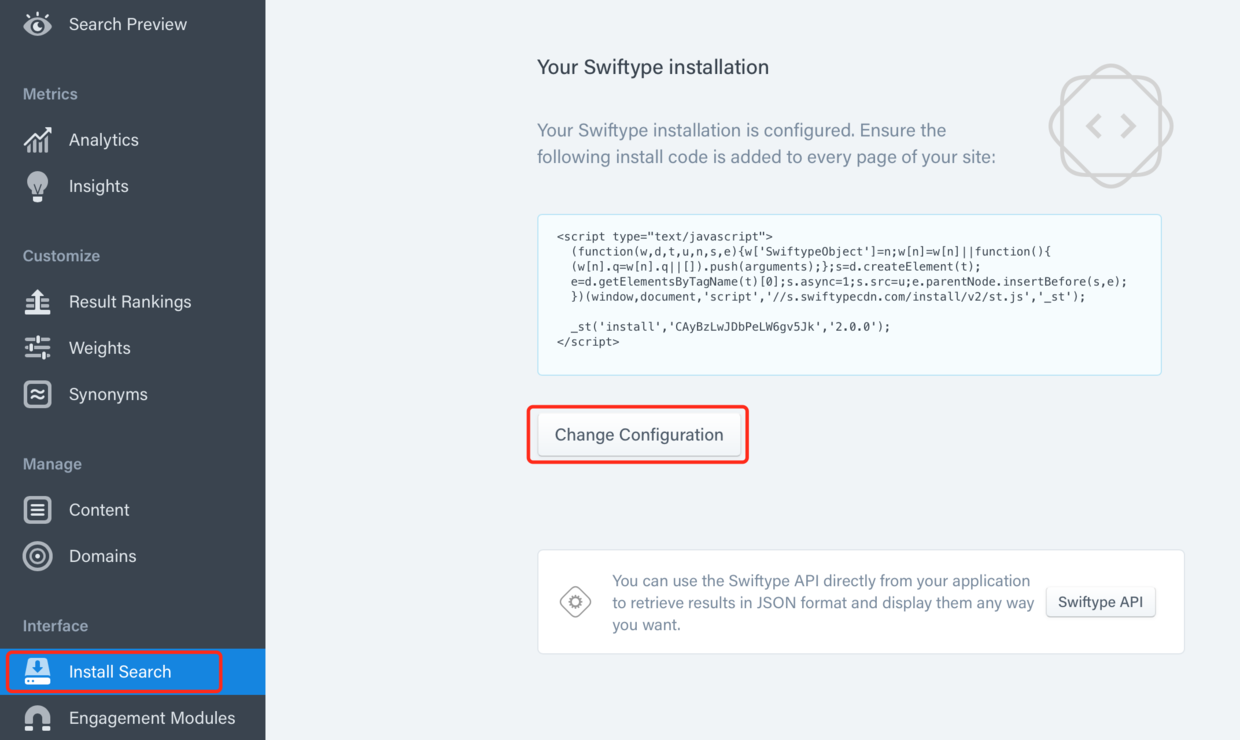 Search Preview
Metrics
Analytics
Insights
Customize
Result Rankings
Weights
Synonyms
Manage
Content
Domains
Interface
Install Search
Engagement Modules
Your Swiftype installation
Your Swiftype installation is configured. Ensure the
following install code is added to every page of your site:
<script type="text/javascript">
(function(w,d,t,u,n,s,e){w['SwiftypeObject']=n;w[n]=w[n]||function(){
(w[n].q=w[n].q||[]).push(arguments);};s=d.createElement(t);
e=d.getElementsByTagName(t)[0];s.async=1;s.src=u;e.parentNode.insertBefore(s,e);
})(window,document,'script','//s.swiftypecdn.com/install/v2/st.js','_st');
_st('install','CAyBzLwJDbPeLW6gv5Jk','2.0.0');
</script>
Change Configuration
You can use the Swiftype API directly from your application
to retrieve results in JSON format and display them any way
you want.
Swiftype API